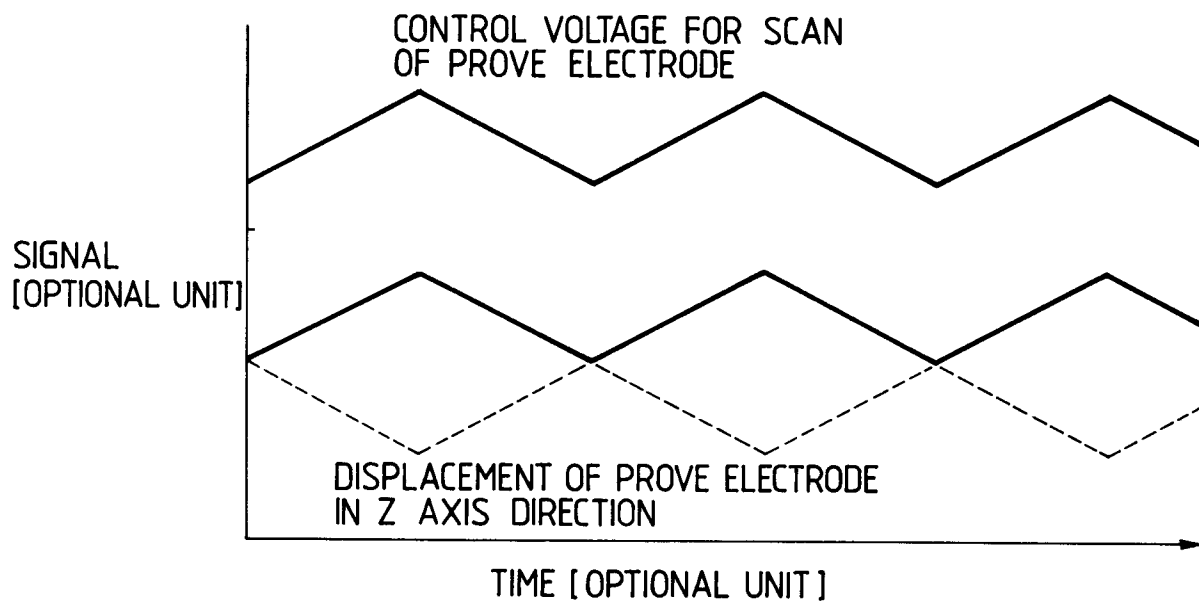 CONTROL VOLTAGE FOR SCAN
OF PROVE ELECTRODE
SIGNAL
[OPTIONAL UNIT]
DISPLACEMENT OF PROVE ELECTRODE
IN Z AXIS DIRECTION
TIME [OPTIONAL UNIT]